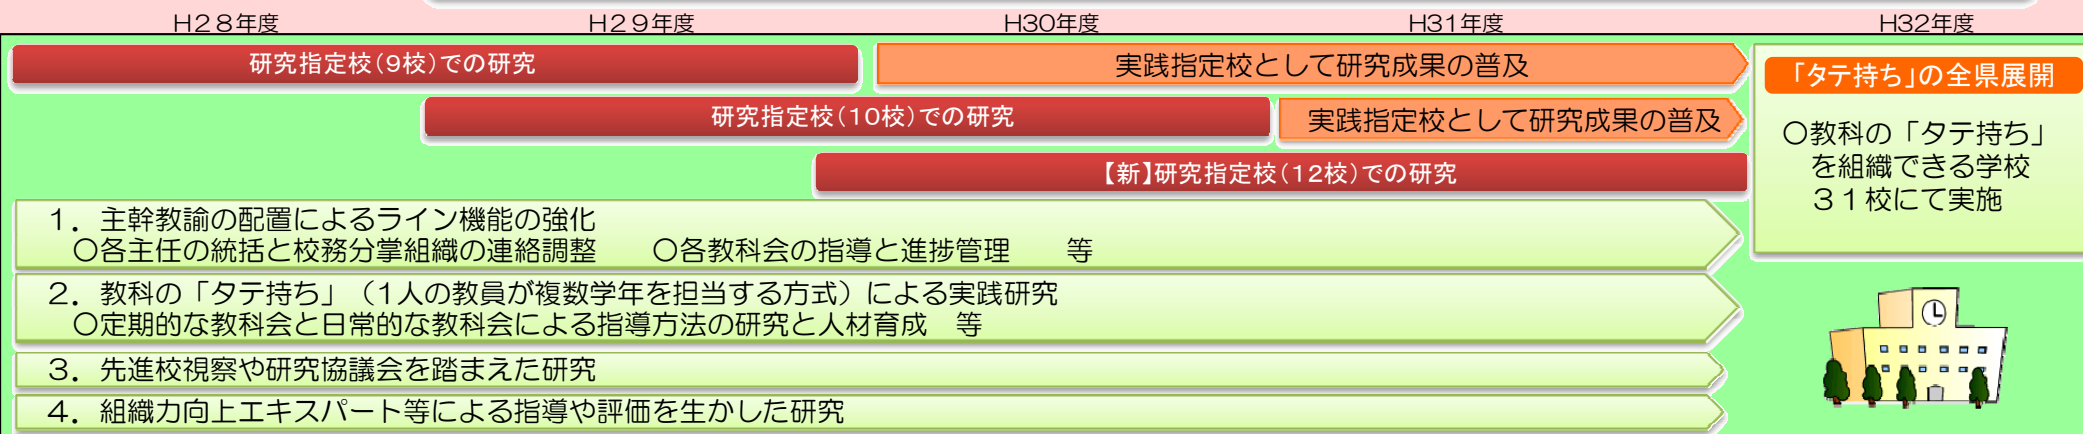 H28年度
H29年度
H30年度
H31年度
H32年度
研究指定校(9校)での研究
実践指定校として研究成果の普及
研究指定校(10校)での研究
実践指定校として研究成果の普及
【新】研究指定校(12校)での研究
「タテ持ち」の全県展開
○教科の「タテ持ち」
を組織できる学校
31校にて実施
1．主幹教諭の配置によるライン機能の強化
○各主任の統括と校務分掌組織の連絡調整　　○各教科会の指導と進捗管理　　等
2．教科の「タテ持ち」（1人の教員が複数学年を担当する方式）による実践研究
○定期的な教科会と日常的な教科会による指導方法の研究と人材育成　等
3．先進校視察や研究協議会を踏まえた研究
4．組織力向上エキスパート等による指導や評価を生かした研究